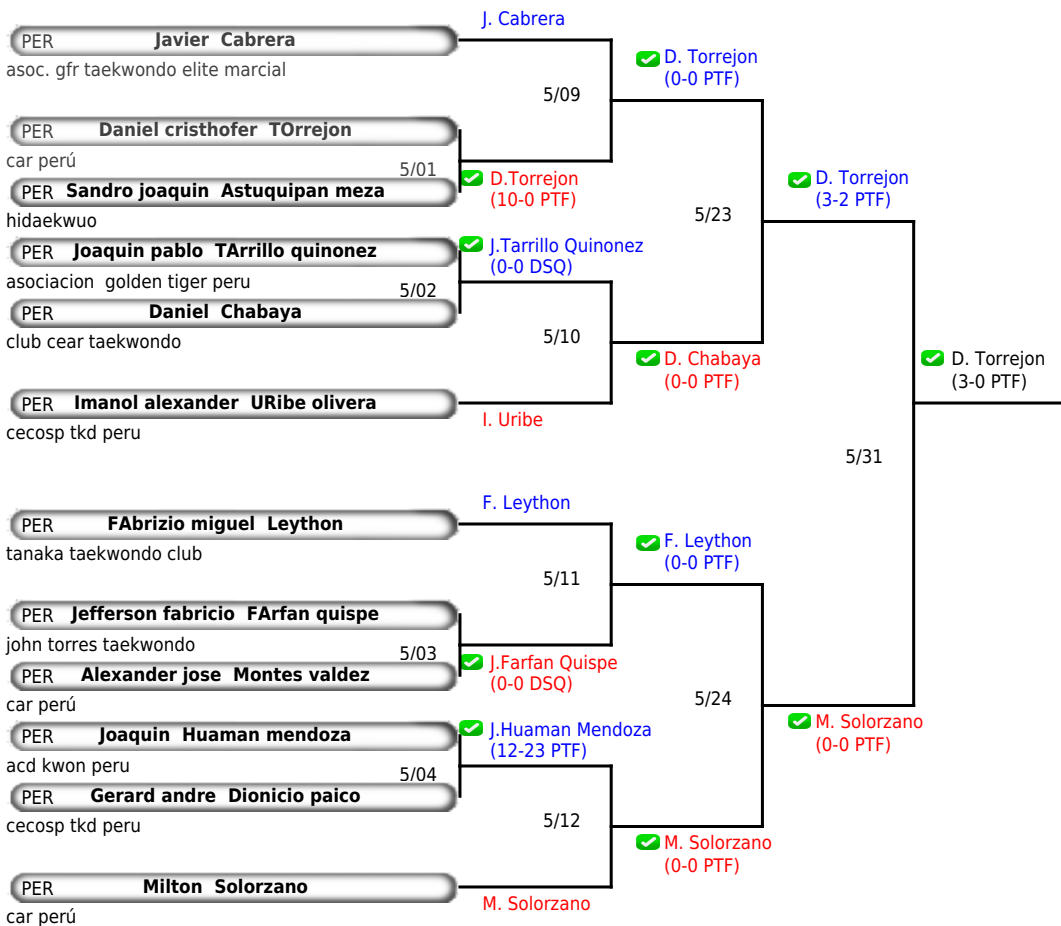 J. Cabrera
PER Javier Cabrera
asoc. gfr taekwondo elite marcial
D. Torrejon
(0-0 PTF)
5/09
PER Daniel cristhofer TOrrejon
car perú
5/01
PER Sandro joaquin Astuquipan meza
hidaekwuo
D.Torrejon
(10-0 PTF)
D. Torrejon
(3-2 PTF)
5/23
PER Joaquin pablo TArrillo quinonez
asociacion golden tiger peru
J.Tarrillo Quinonez
(0-0 DSQ)
5/02
PER Daniel Chabaya
club cear taekwondo
5/10
D. Chabaya
(0-0 PTF)
D. Torrejon
(3-0 PTF)
PER Imanol alexander URibe olivera
cecosp tkd peru
I. Uribe
5/31
F. Leython
PER FAbrizio miguel Leython
tanaka taekwondo club
F. Leython
(0-0 PTF)
5/11
PER Jefferson fabricio FArfan quispe
john torres taekwondo
5/03
PER Alexander jose Montes valdez
car perú
J.Farfan Quispe
(0-0 DSQ)
5/24
M. Solorzano
(0-0 PTF)
PER Joaquin Huaman mendoza
acd kwon peru
J.Huaman Mendoza
(12-23 PTF)
5/04
PER Gerard andre Dionicio paico
cecosp tkd peru
5/12
M. Solorzano
(0-0 PTF)
PER Milton Solorzano
car perú
M. Solorzano